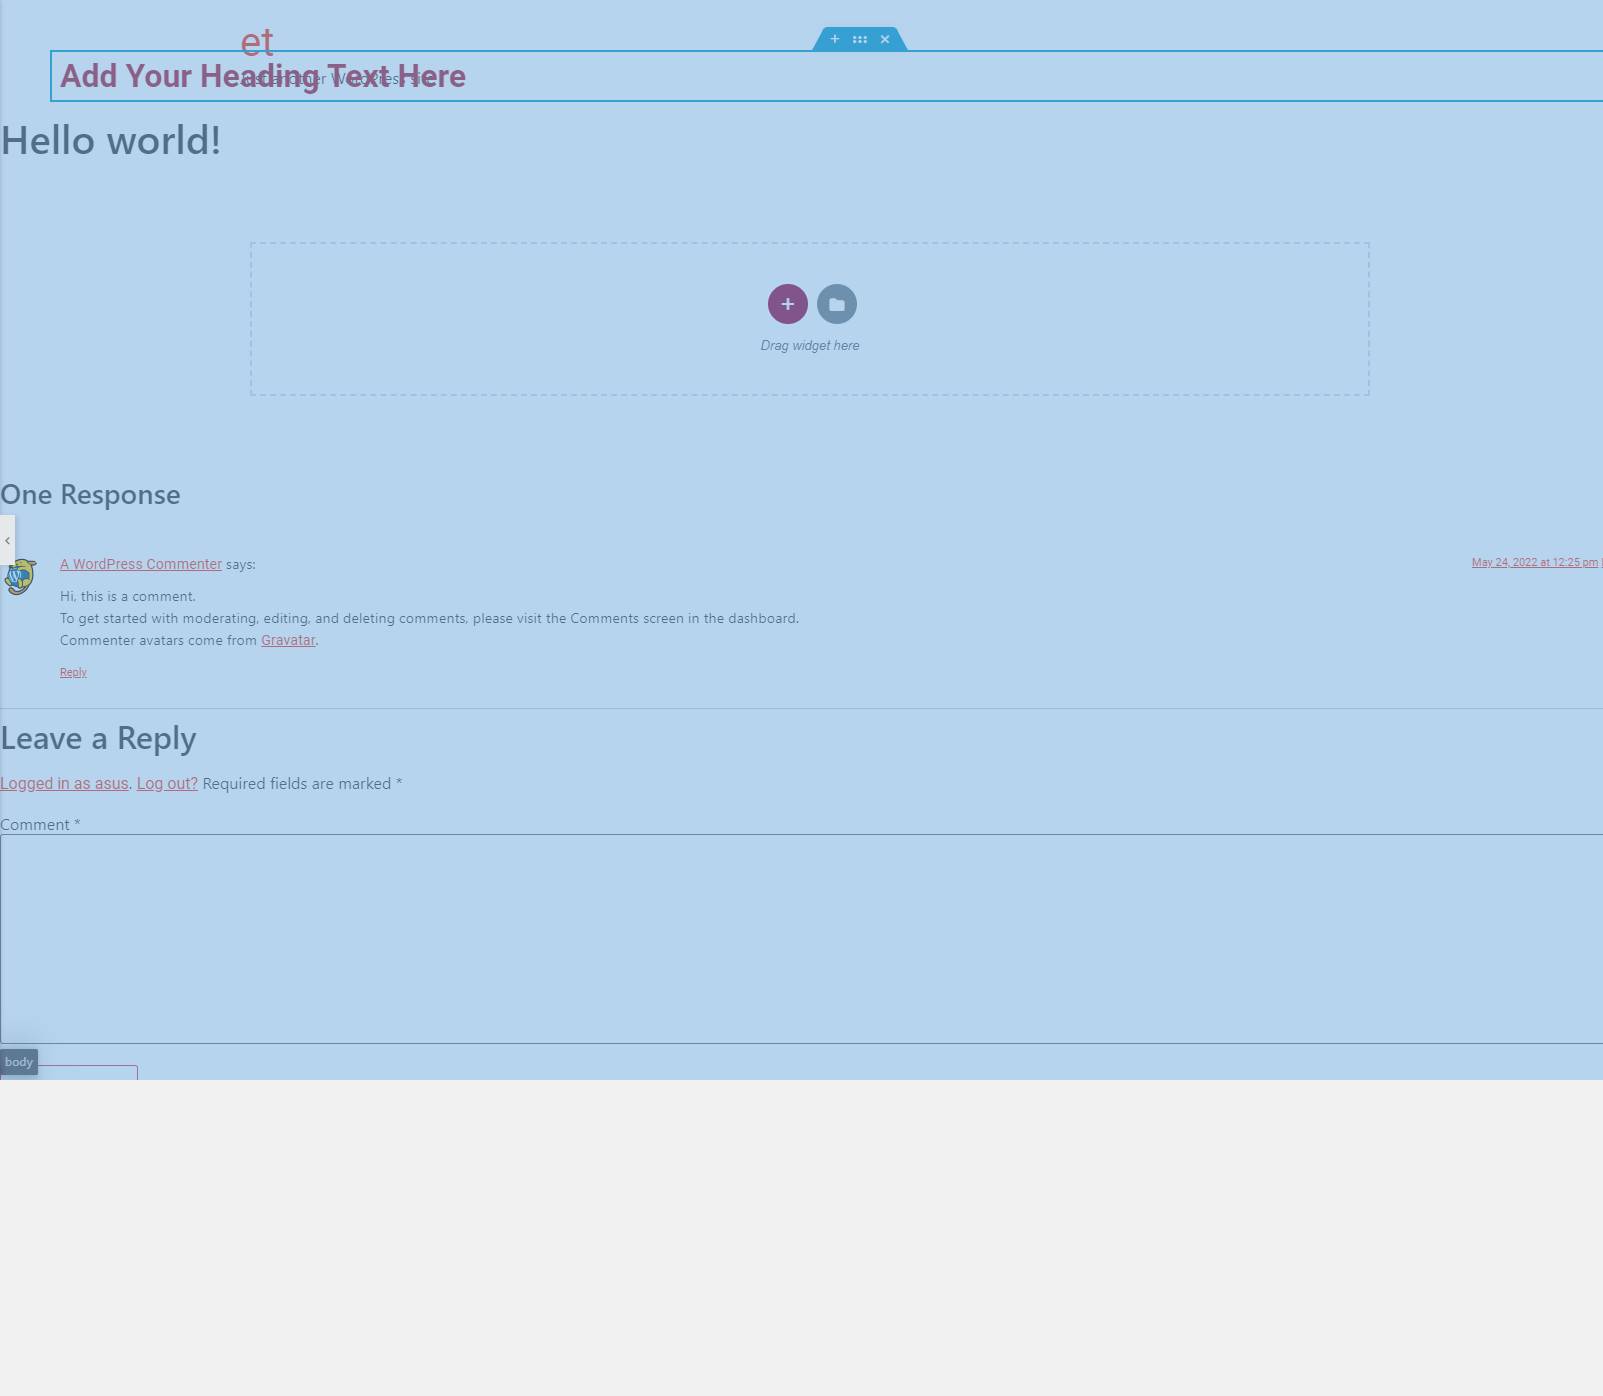 et
Add Your Heading Text Here
Just another WordPress site
Hello world!
Drag widget here
One Response
A WordPress Commenter says:
May 24, 2022 at 12:25 pm
Hi, this is a comment.
To get started with moderating, editing, and deleting comments, please visit the Comments screen in the dashboard.
Commenter avatars come from Gravatar.
Reply
Leave a Reply
Logged in as asus. Log out? Required fields are marked *
Comment *
body